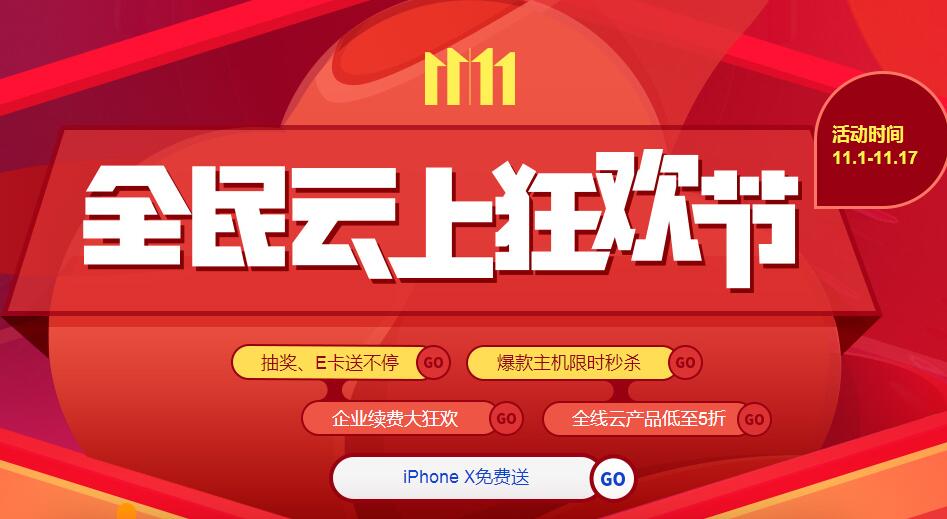 11 11
活动时间
11.1-11.17
全民云上狂欢节
抽奖、E卡送不停 GO
爆款主机限时秒杀 GO
企业续费大狂欢 GO
全线云产品低至5折 GO
iPhone X免费送 GO